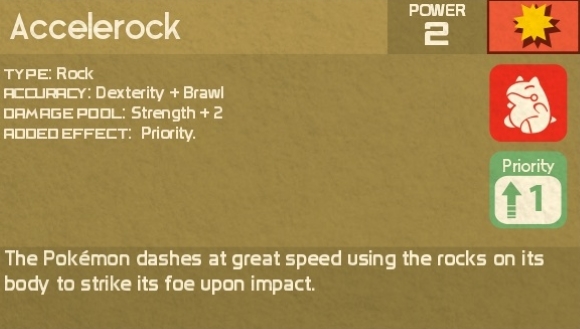 Accelerock
POWER
2
TYPE: Rock
ACCURACY: Dexterity + Brawl
DAMAGE POOL: Strength + 2
ADDED EFFECT: Priority.
Priority
1
The Pokémon dashes at great speed using the rocks on its
body to strike its foe upon impact.